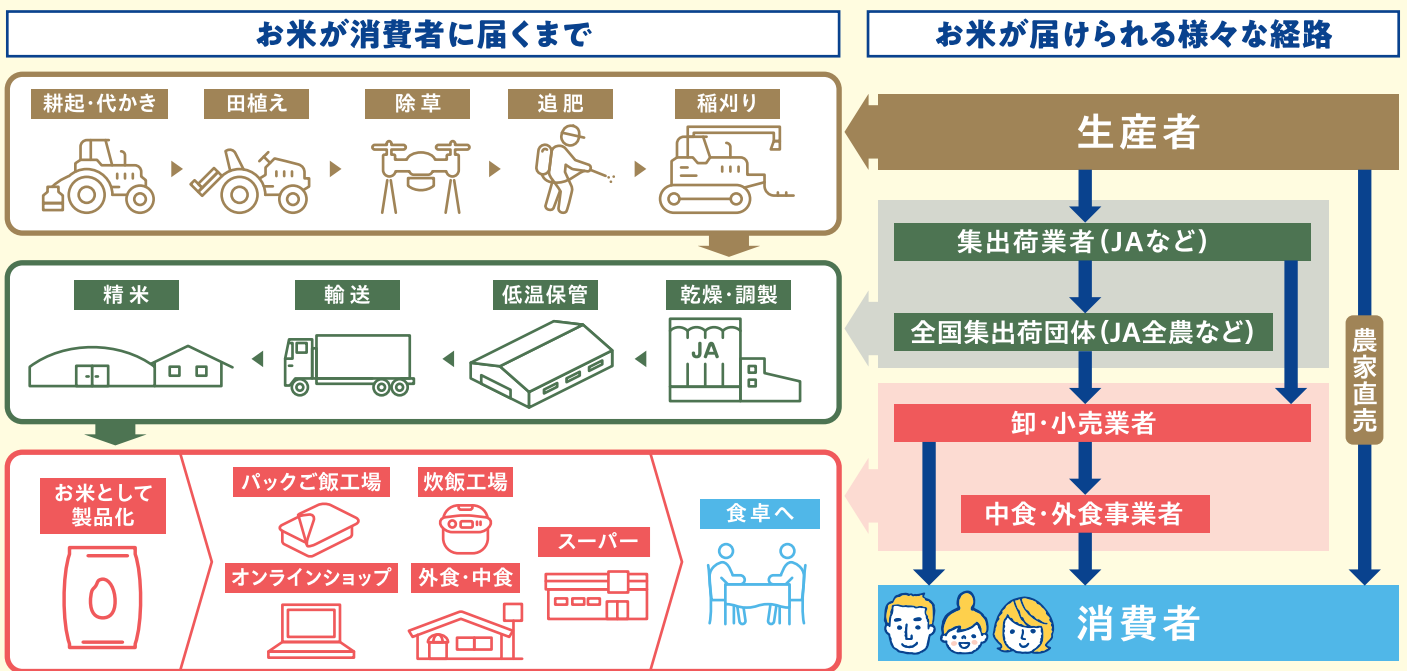 お米が消費者に届くまで
耕起・代かき
田植え
除草
追肥
稲刈り
精米
輸送
低温保管
乾燥・調製
JA
お米として
製品化
パックご飯工場
炊飯工場
オンラインショップ
外食・中食
スーパー
食卓へ
お米が届けられる様々な経路
生産者
集出荷業者(JAなど)
全国集出荷団体(JA全農など)
農家直売
卸・小売業者
中食・外食事業者
消費者